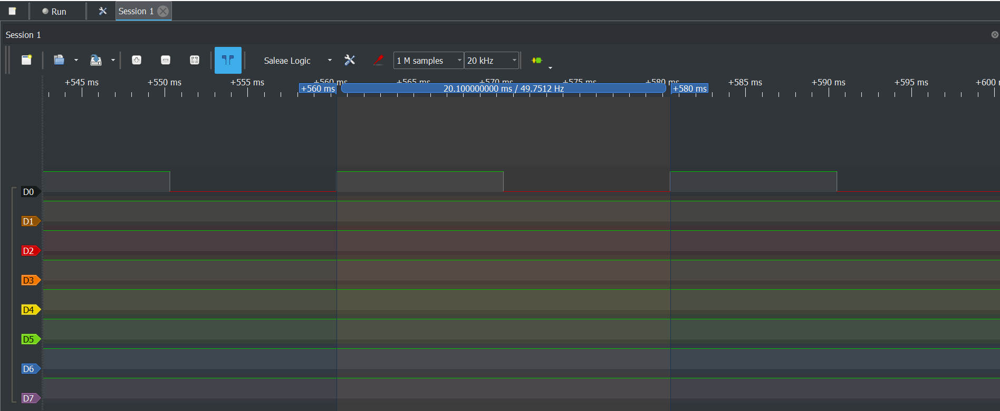 Run
Session 1
Session 1
Saleae Logic 1 M samples 20 kHz
+545 ms +550 ms +555 ms +560 ms +565 ms +570 ms +575 ms +580 ms +585 ms +590 ms +595 ms +600
+560 ms 20.100000000 ms / 49.7512 Hz +580 ms
D0
D1
D2
D3
D4
D5
D6
D7